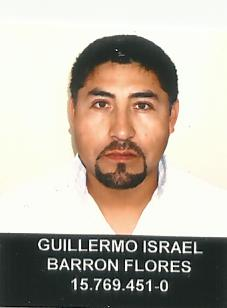 GUILLERMO ISRAEL
BARRON FLORES
15.769.451-0